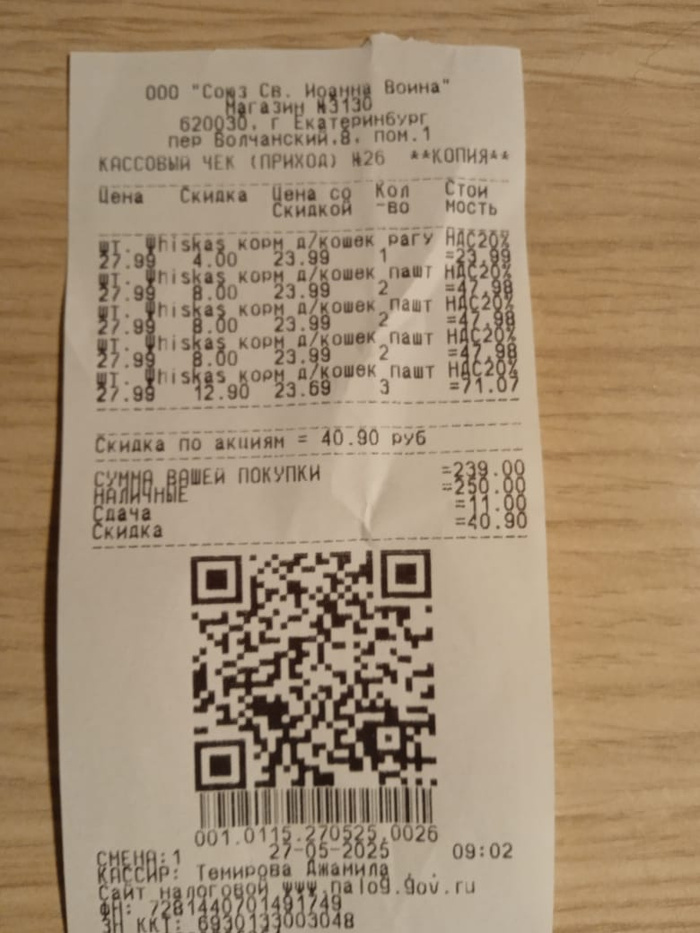 ООО "Союз Св. Иоанна Воина"
Магазин №3130
620030, г Екатеринбург
пер Волчанский,8, пом.1
КАССОВЫЙ ЧЕК (ПРИХОД) №26 **КОПИЯ**
Цена Скидка Цена со Кол Стои
Скидкой -во мость
шт. Whiskas корм д/кошек рагу НДС20%
27.99 4.00 23.99 1 =23.99
шт. Whiskas корм д/кошек пашт НДС20%
27.99 8.00 23.99 2 =47.98
шт. Whiskas корм д/кошек пашт НДС20%
27.99 8.00 23.99 2 =47.98
шт. Whiskas корм д/кошек пашт НДС20%
27.99 8.00 23.99 2 =47.98
шт. Whiskas корм д/кошек пашт НДС20%
27.99 12.90 23.69 3 =71.07
Скидка по акциям = 40.90 руб
СУММА ВАШЕЙ ПОКУПКИ =239.00
НАЛИЧНЫЕ =250.00
Сдача =11.00
Скидка =40.90
001.0115.270525.0026
СМЕНА:1 27-05-2025 09:02
КАССИР: Темирова Джамила . .
Сайт налоговой www.nalog.gov.ru
ФН: 7281440701491749
ЗН ККТ: 6930133003048